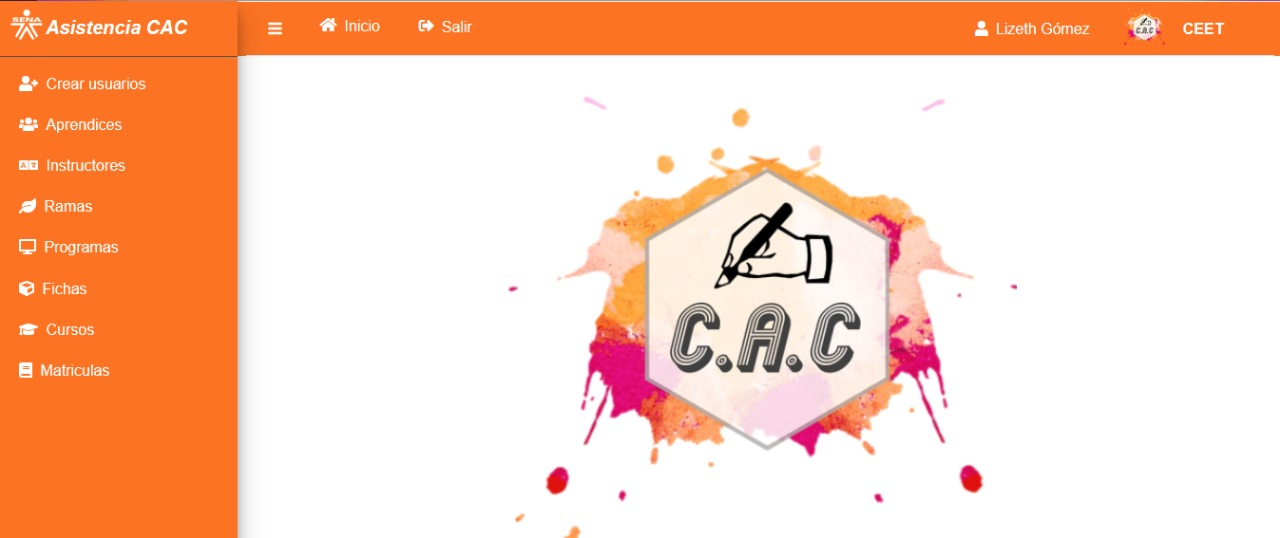 SENA
Asistencia CAC
Inicio
Salir
Lizeth Gómez
C.A.C
CEET
Crear usuarios
Aprendices
Instructores
Ramas
Programas
Fichas
Cursos
Matriculas
C.A.C